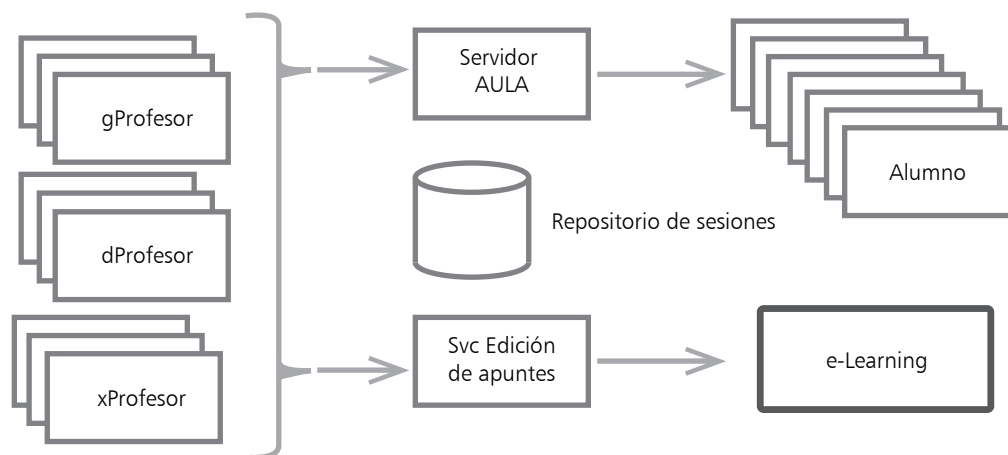 gProfesor
dProfesor
xProfesor
Servidor
AULA
Repositorio de sesiones
Svc Edición
de apuntes
Alumno
e-Learning